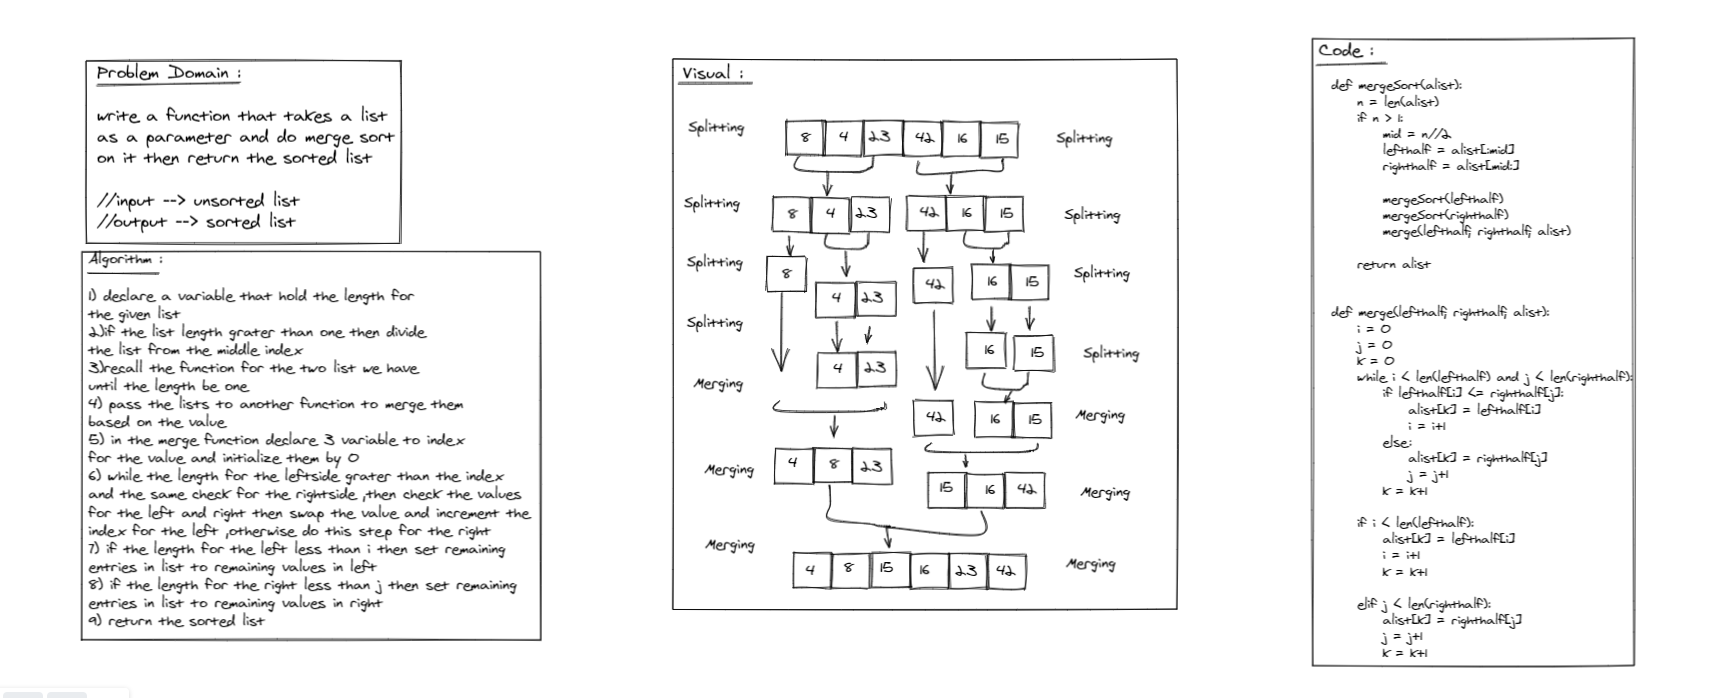 Problem Domain :
write a function that takes a list
as a parameter and do merge sort
on it then return the sorted list
//input --> unsorted list
//output --> sorted list
Algorithm :
1) declare a variable that hold the length for
the given list
2)if the list length grater than one then divide
the list from the middle index
3)recall the function for the two list we have
until the length be one
4) pass the lists to another function to merge them
based on the value
5) in the merge function declare 3 variable to index
for the value and initialize them by 0
6) while the length for the leftside grater than the index
and the same check for the rightside ,then check the values
for the left and right then swap the value and increment the
index for the left ,otherwise do this step for the right
7) if the length for the left less than i then set remaining
entries in list to remaining values in left
8) if the length for the right less than j then set remaining
entries in list to remaining values in right
9) return the sorted list
Visual :
Splitting 8 4 23 42 16 15 Splitting
Splitting 8 4 23 42 16 15 Splitting
Splitting 8 4 23 42 16 15 Splitting
Splitting 4 23 16 15 Splitting
Merging 42 16 15 Merging
Merging 4 8 23 15 16 42 Merging
Merging 4 8 15 16 23 42 Merging
Code :
def mergeSort(alist):
n = len(alist)
if n > 1:
mid = n//2
lefthalf = alist[:mid]
righthalf = alist[mid:]
mergeSort(lefthalf)
mergeSort(righthalf)
merge(lefthalf, righthalf, alist)
return alist
def merge(lefthalf, righthalf, alist):
i = 0
j = 0
k = 0
while i < len(lefthalf) and j < len(righthalf):
if lefthalf[i] <= righthalf[j]:
alist[k] = lefthalf[i]
i = i+1
else:
alist[k] = righthalf[j]
j = j+1
k = k+1
if i < len(lefthalf):
alist[k] = lefthalf[i]
i = i+1
k = k+1
elif j < len(righthalf):
alist[k] = righthalf[j]
j = j+1
k = k+1